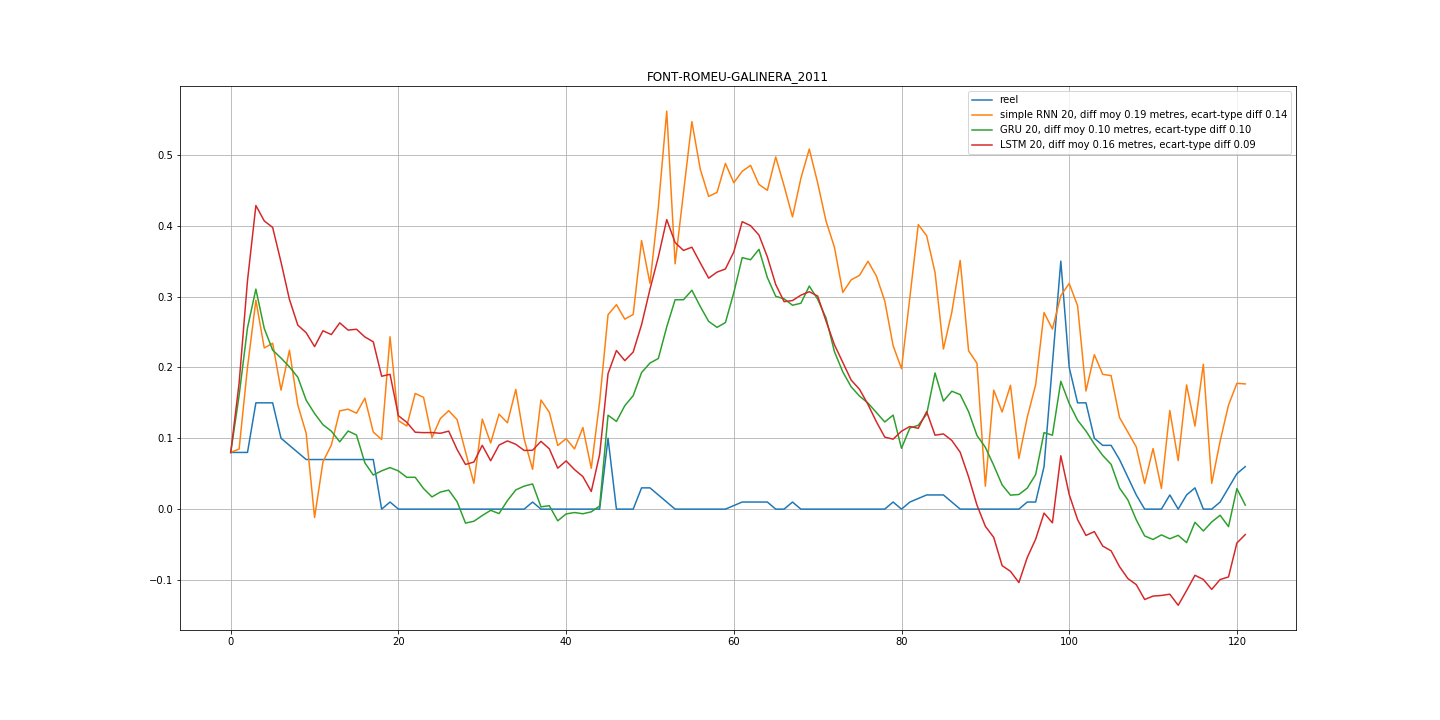 FONT-ROMEU-GALINERA_2011
reel
simple RNN 20, diff moy 0.19 metres, ecart-type diff 0.14
GRU 20, diff moy 0.10 metres, ecart-type diff 0.10
LSTM 20, diff moy 0.16 metres, ecart-type diff 0.09
0.5
0.4
0.3
0.2
0.1
0.0
−0.1
0 20 40 60 80 100 120